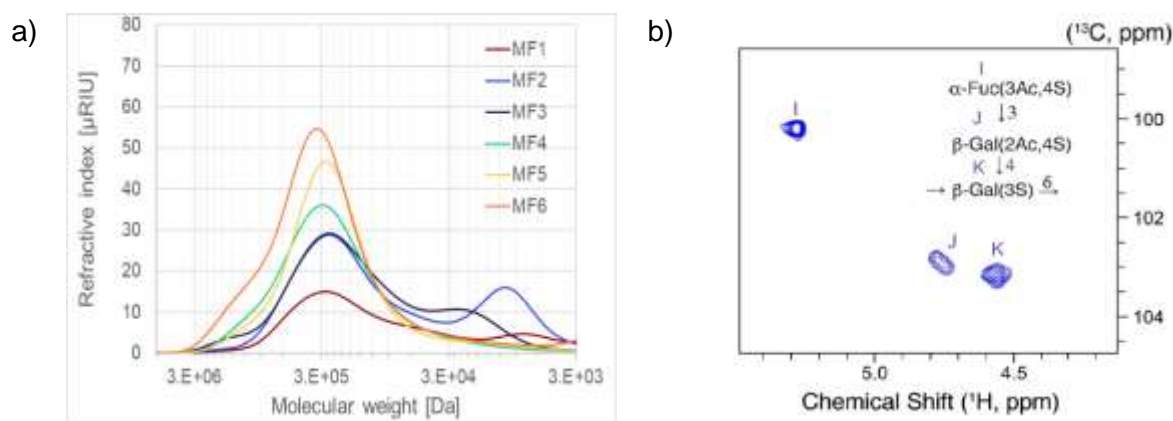 a)
80
70
60
50
40
30
20
10
0
Refractive index [µRIU]
MF1
MF2
MF3
MF4
MF5
MF6
3.E+06 3.E+05 3.E+04 3.E+03
Molecular weight [Da]
b)
(¹³C, ppm)
I
α-Fuc(3Ac,4S)
J ↓3
β-Gal(2Ac,4S)
K ↓4
→ β-Gal(3S) 6→
I
J
K
100
102
104
5.0 4.5
Chemical Shift (¹H, ppm)